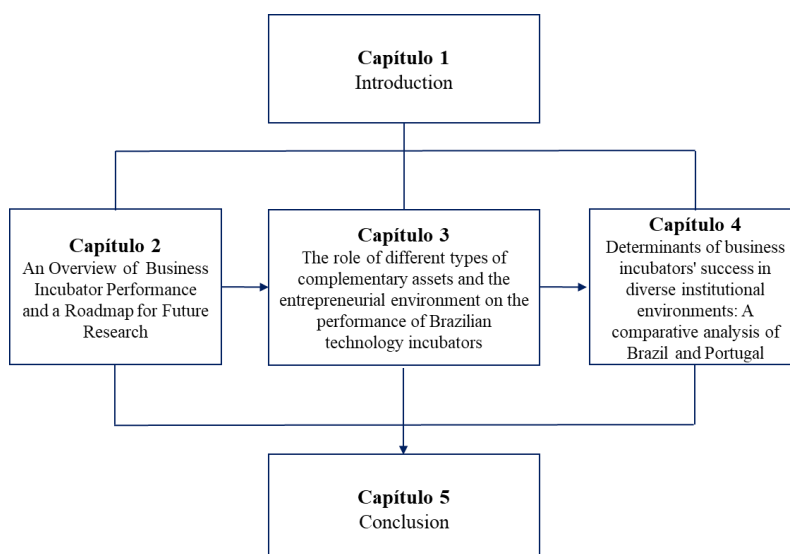 Capítulo 1
Introduction
Capítulo 2
An Overview of Business
Incubator Performance
and a Roadmap for Future
Research
Capítulo 3
The role of different types of
complementary assets and the
entrepreneurial environment on the
performance of Brazilian
technology incubators
Capítulo 4
Determinants of business
incubators' success in
diverse institutional
environments: A
comparative analysis of
Brazil and Portugal
Capítulo 5
Conclusion